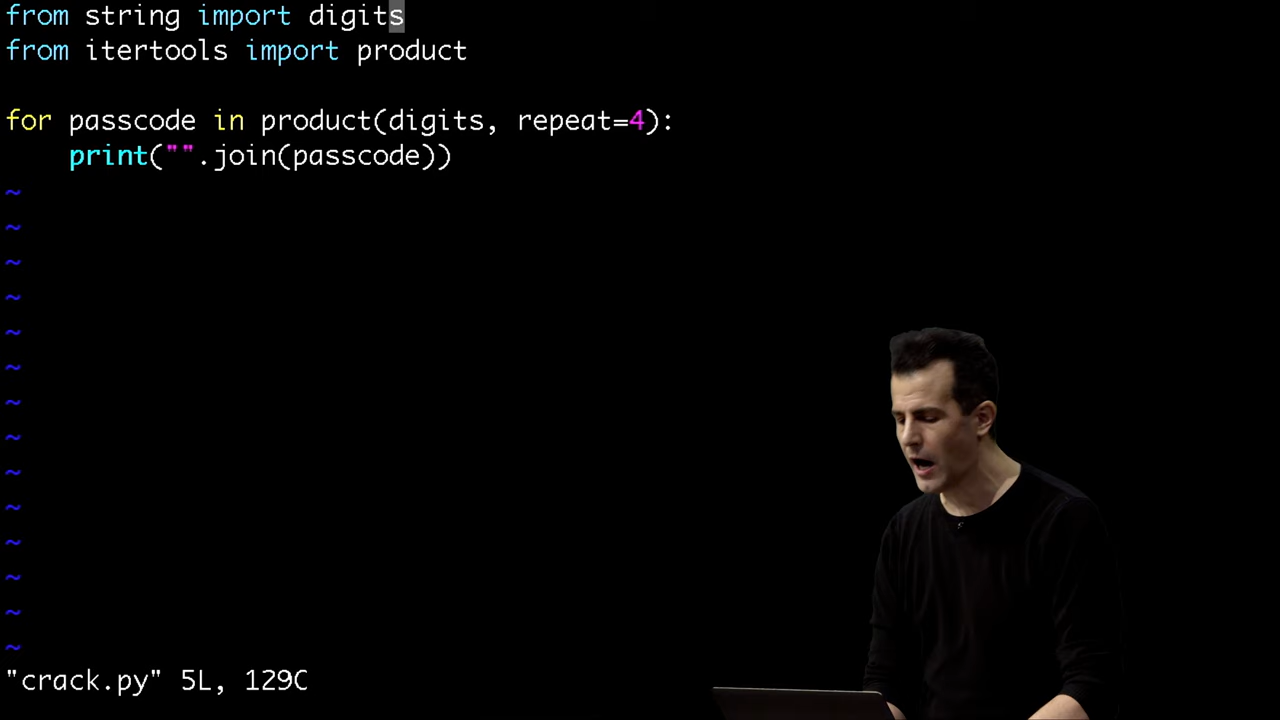 from string import digits
from itertools import product
for passcode in product(digits, repeat=4):
    print("".join(passcode))
~
~
~
~
~
~
~
~
~
~
~
~
~
~
"crack.py" 5L, 129C